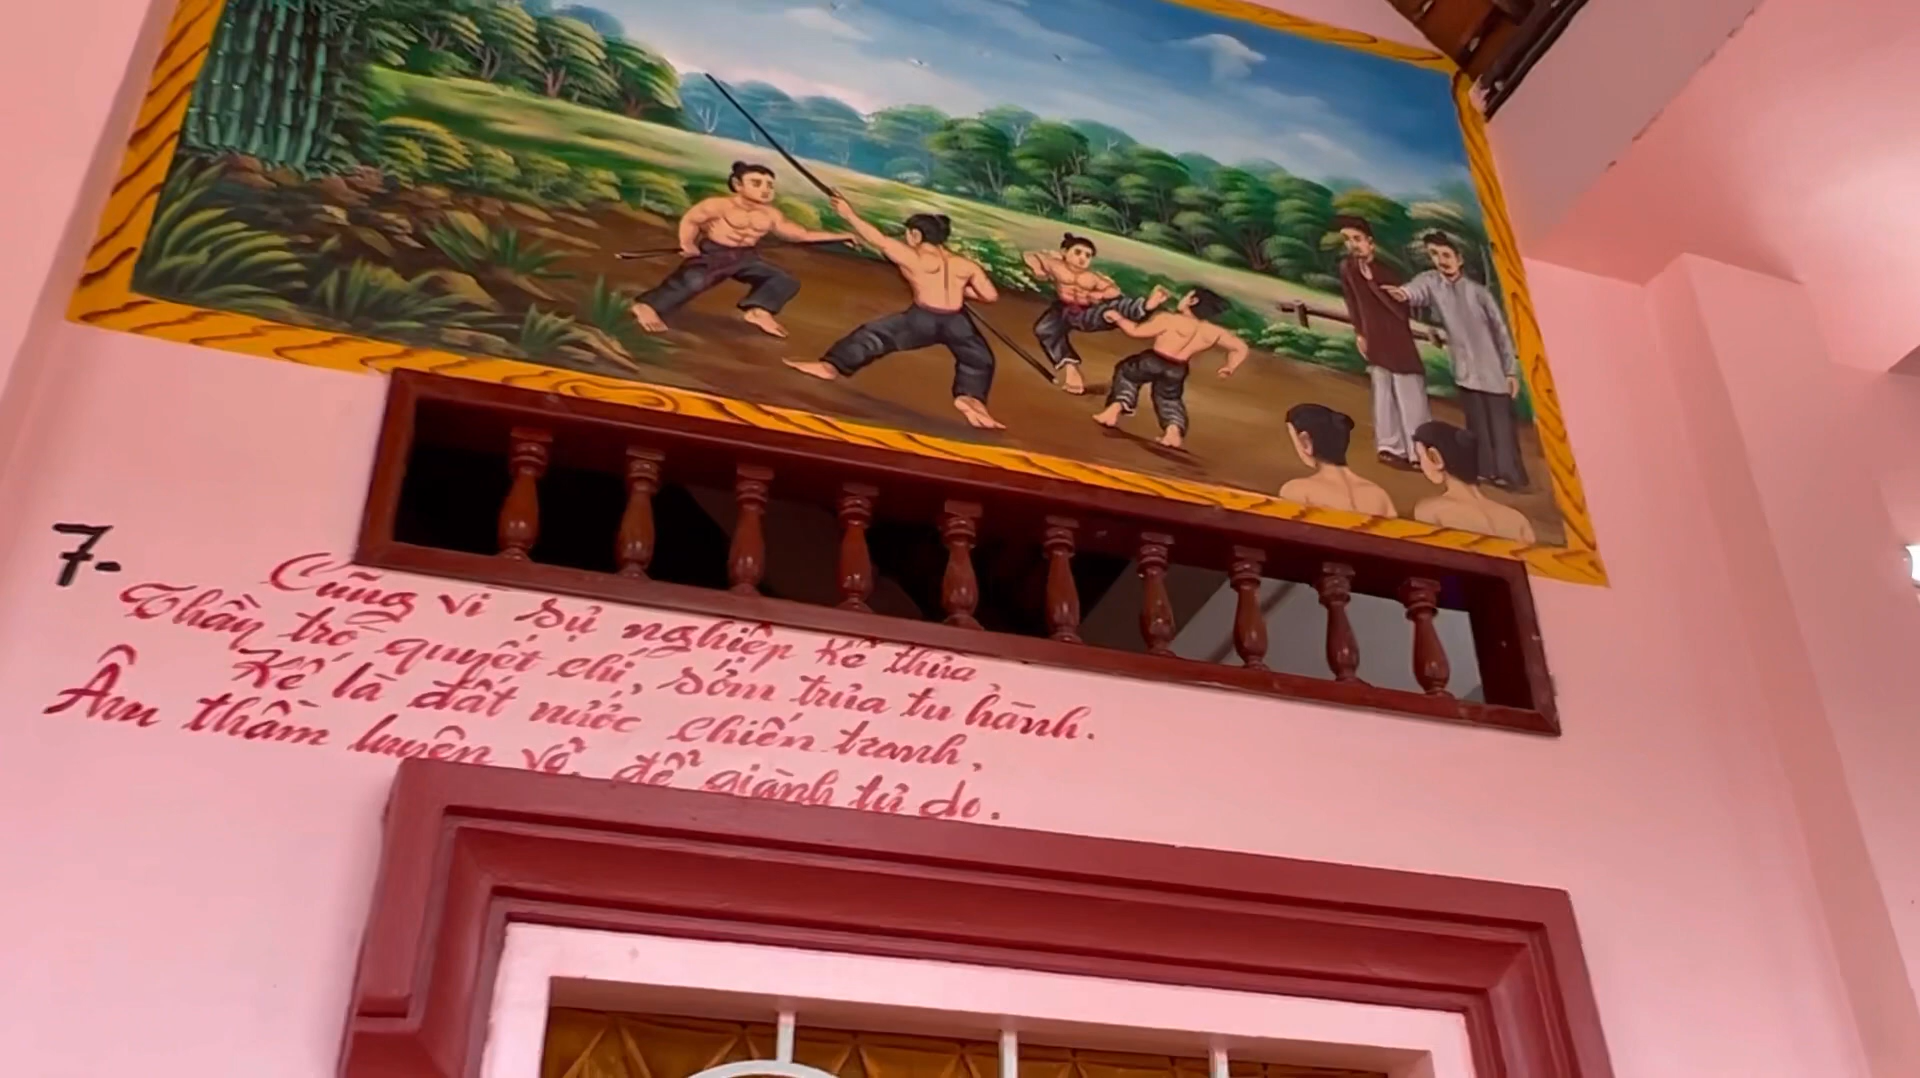 7-
Cũng vì sự nghiệp kế thừa,
Thầy trò quyết chí, sớm trưa tu hành.
Kế là đất nước chiến tranh,
Âm thầm luyện võ, để giành tự do.